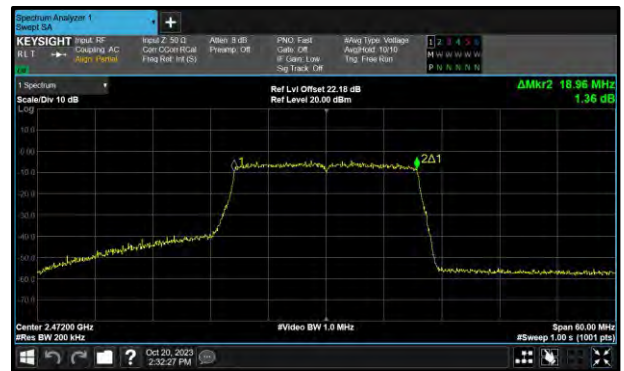 Spectrum Analyzer 1
Swept SA
+
KEYSIGHT Input: RF Input Z: 50 Ω Atten: 8 dB PNO: Fast #Avg Type: Voltage 1 2 3 4 5 6
RLT Coupling: AC Corr CCorr RCal Preamp: Off Gate: Off Avg|Hold: 10/10 M W W W W W
Align: Partial Freq Ref: Int (S) IF Gain: Low Trig: Free Run
Sig Track: Off P N N N N N
1 Spectrum Ref Lvl Offset 22.18 dB ΔMkr2 18.96 MHz
Scale/Div 10 dB Ref Level 20.00 dBm 1.36 dB
Log
10.0
0.00
1
2Δ1
-10.0
-20.0
-30.0
-40.0
-50.0
-60.0
-70.0
Center 2.47200 GHz #Video BW 1.0 MHz Span 60.00 MHz
#Res BW 200 kHz #Sweep 1.00 s (1001 pts)
? Oct 20, 2023
2:32:27 PM